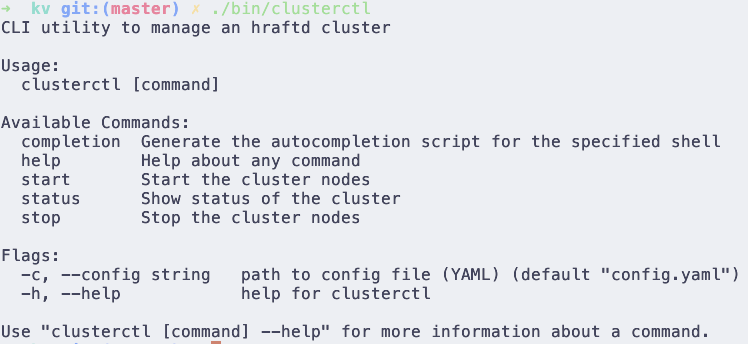 ➜  kv git:(master) ✗ ./bin/clusterctl
CLI utility to manage an hraftd cluster

Usage:
  clusterctl [command]

Available Commands:
  completion  Generate the autocompletion script for the specified shell
  help        Help about any command
  start       Start the cluster nodes
  status      Show status of the cluster
  stop        Stop the cluster nodes

Flags:
  -c, --config string   path to config file (YAML) (default "config.yaml")
  -h, --help            help for clusterctl

Use "clusterctl [command] --help" for more information about a command.